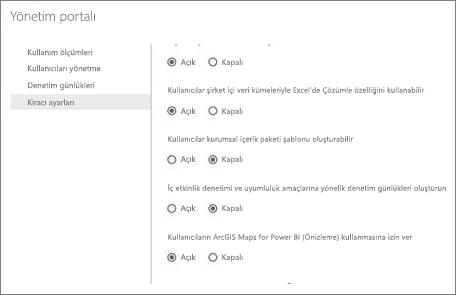 Yönetim portalı
Kullanım ölçümleri
Kullanıcıları yönetme
Denetim günlükleri
Kiracı ayarları
Açık Kapalı
Kullanıcılar şirket içi veri kümeleriyle Excel'de Çözümle özelliğini kullanabilir
Açık Kapalı
Kullanıcılar kurumsal içerik paketi şablonu oluşturabilir
Açık Kapalı
İç etkinlik denetimi ve uyumluluk amaçlarına yönelik denetim günlükleri oluşturun
Açık Kapalı
Kullanıcıların ArcGIS Maps for Power BI (Önizleme) kullanmasına izin ver
Açık Kapalı